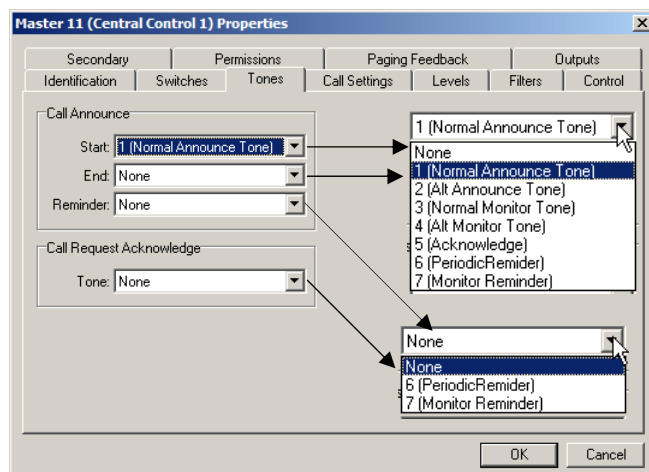 Master 11 (Central Control 1) Properties
Secondary Permissions Paging Feedback Outputs
Identification Switches Tones Call Settings Levels Filters Control
Call Announce
Start: 1 (Normal Announce Tone)
End: None
Reminder: None
Call Request Acknowledge
Tone: None
1 (Normal Announce Tone)
None
1 (Normal Announce Tone)
2 (Alt Announce Tone)
3 (Normal Monitor Tone)
4 (Alt Monitor Tone)
5 (Acknowledge)
6 (PeriodicRemider)
7 (Monitor Reminder)
None
None
6 (PeriodicRemider)
7 (Monitor Reminder)
OK Cancel